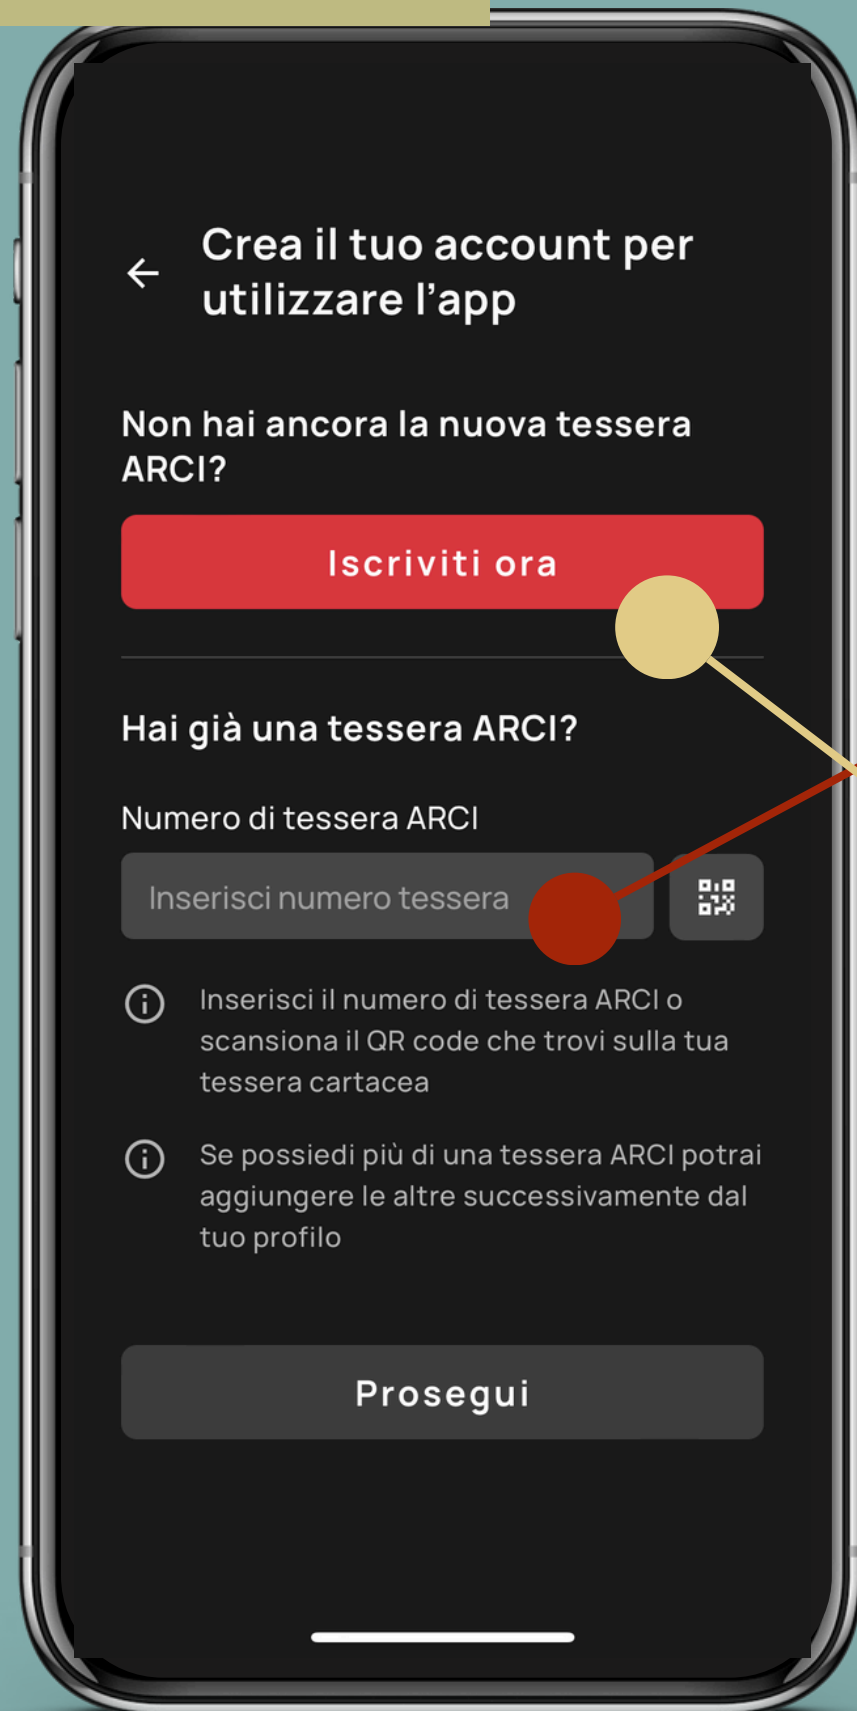 Crea il tuo account per
utilizzare l’app
Non hai ancora la nuova tessera
ARCI?
Iscriviti ora
Hai già una tessera ARCI?
Numero di tessera ARCI
Inserisci numero tessera
Inserisci il numero di tessera ARCI o
scansiona il QR code che trovi sulla tua
tessera cartacea
Se possiedi più di una tessera ARCI potrai
aggiungere le altre successivamente dal
tuo profilo
Prosegui